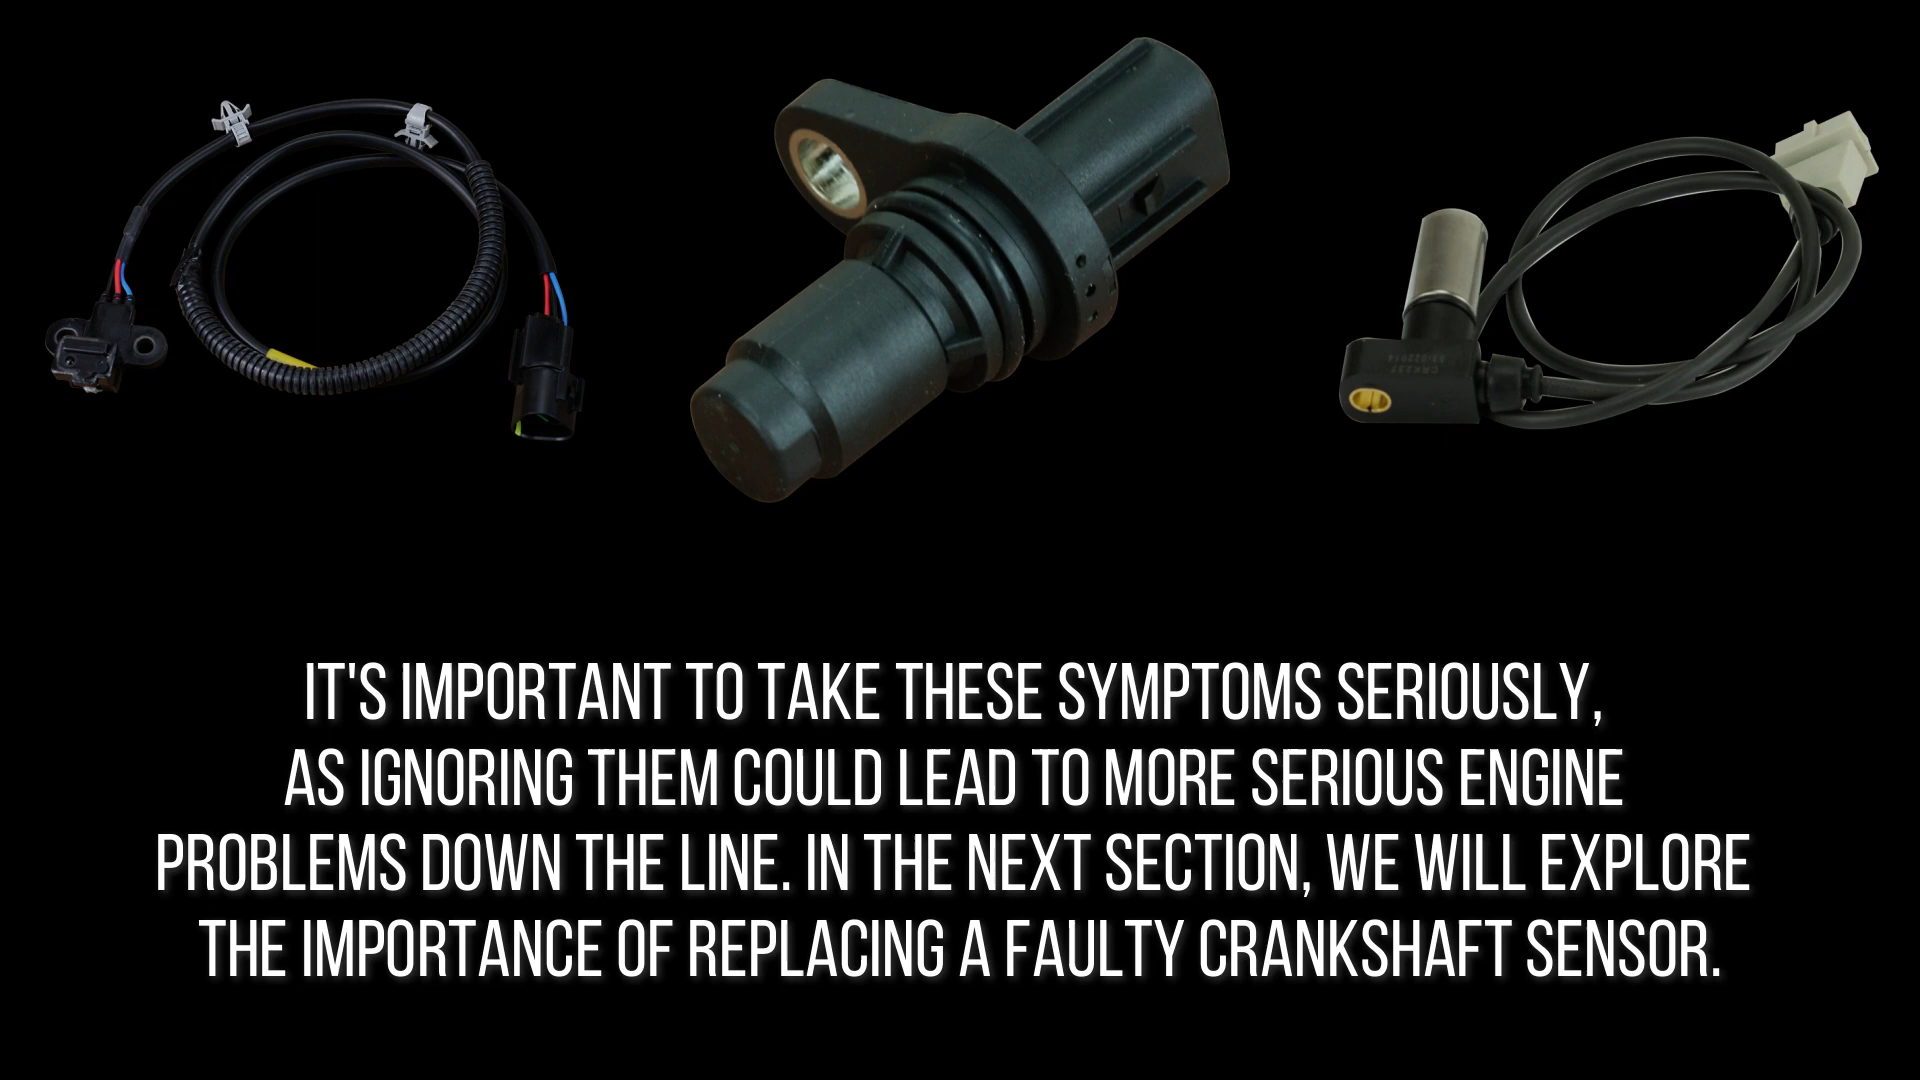 IT'S IMPORTANT TO TAKE THESE SYMPTOMS SERIOUSLY,
AS IGNORING THEM COULD LEAD TO MORE SERIOUS ENGINE
PROBLEMS DOWN THE LINE. IN THE NEXT SECTION, WE WILL EXPLORE
THE IMPORTANCE OF REPLACING A FAULTY CRANKSHAFT SENSOR.